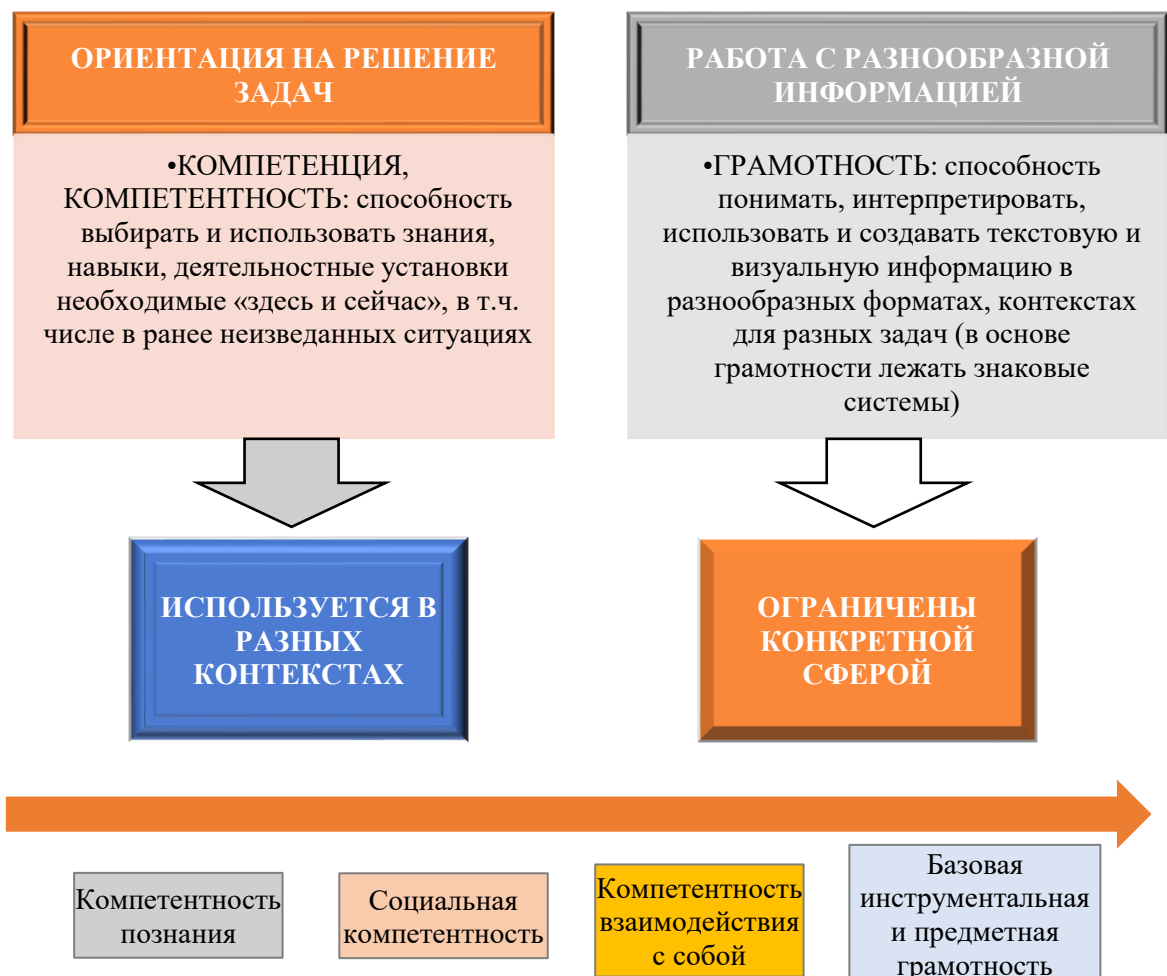 ОРИЕНТАЦИЯ НА РЕШЕНИЕ
ЗАДАЧ
•КОМПЕТЕНЦИЯ,
КОМПЕТЕНТНОСТЬ: способность
выбирать и использовать знания,
навыки, деятельностные установки
необходимые «здесь и сейчас», в т.ч.
числе в ранее неизведанных ситуациях
РАБОТА С РАЗНООБРАЗНОЙ
ИНФОРМАЦИЕЙ
•ГРАМОТНОСТЬ: способность
понимать, интерпретировать,
использовать и создавать текстовую и
визуальную информацию в
разнообразных форматах, контекстах
для разных задач (в основе
грамотности лежать знаковые
системы)
ИСПОЛЬЗУЕТСЯ В
РАЗНЫХ
КОНТЕКСТАХ
ОГРАНИЧЕНЫ
КОНКРЕТНОЙ
СФЕРОЙ
Компетентность
познания
Социальная
компетентность
Компетентность
взаимодействия
с собой
Базовая
инструментальная
и предметная
грамотность